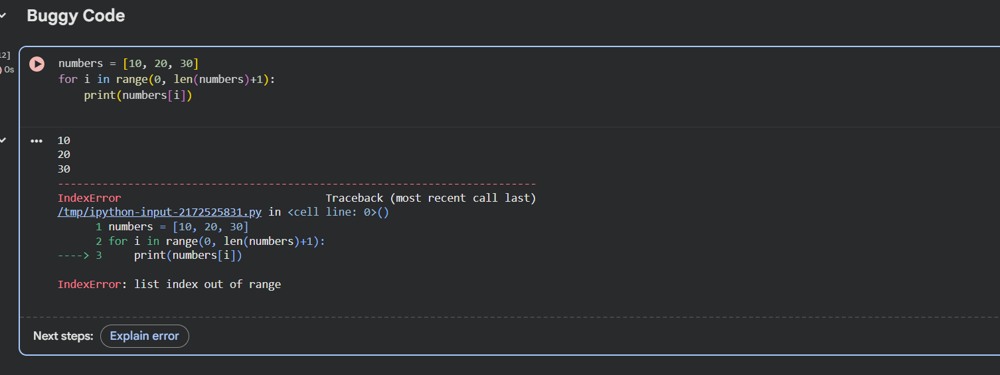 Buggy Code
12]
0s
numbers = [10, 20, 30]
for i in range(0, len(numbers)+1):
    print(numbers[i])
10
20
30
---------------------------------------------------------------------------
IndexError                                Traceback (most recent call last)
/tmp/ipython-input-2172525831.py in <cell line: 0>()
      1 numbers = [10, 20, 30]
      2 for i in range(0, len(numbers)+1):
----> 3     print(numbers[i])

IndexError: list index out of range
Next steps: Explain error